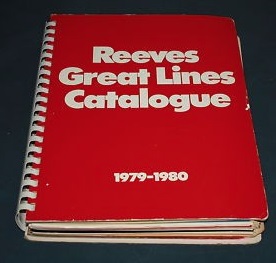 Reeves
Great Lines
Catalogue
1979-1980